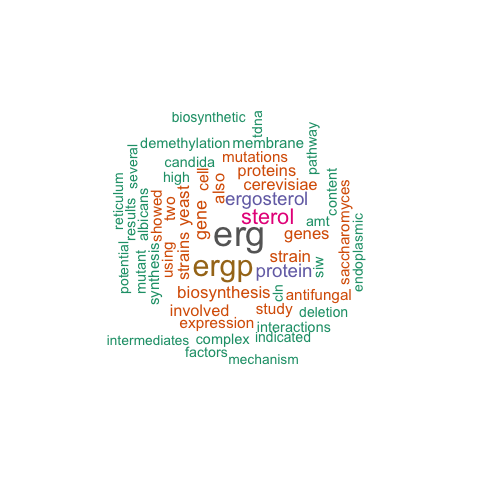 biosynthetic
tdna
demethylation
membrane
pathway
several
candida
mutations
high
cell
also
proteins
cerevisiae
content
reticulum
results
albicans
showed
two
yeast
gene
ergosterol
sterol
amt
saccharomyces
endoplasmic
erg
genes
potential
mutant
synthesis
using
strains
ergp
protein
strain
siw
biosynthesis
cln
antifungal
involved
study
deletion
expression
interactions
intermediates
complex
indicated
factors
mechanism